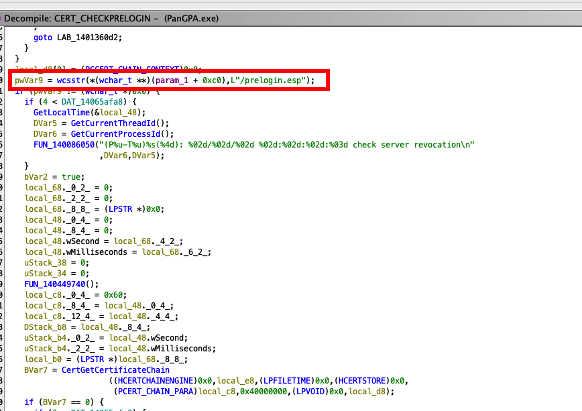 Decompile: CERT_CHECKPRELOGIN - (PanGPA.exe)
goto LAB_1401360d2;
}
}
local_d8[0] = (PCCERT_CHAIN_CONTEXT)0x0;
pwVar9 = wcsstr(*(wchar_t **)(param_1 + 0xc0),L"/prelogin.esp");
if (pwVar9 != (wchar_t *)0x0) {
if (4 < DAT_14065afa8) {
GetLocalTime(&local_48);
DVar5 = GetCurrentThreadId();
DVar6 = GetCurrentProcessId();
FUN_140086050("(P%u-T%u)%s(%4d): %02d/%02d/%02d %02d:%02d:%02d:%03d check server revocation\n"
,DVar6,DVar5);
}
bVar2 = true;
local_68._0_2_ = 0;
local_68._2_2_ = 0;
local_68._8_8_ = (LPSTR *)0x0;
local_48._0_4_ = 0;
local_48._8_4_ = 0;
local_48.wSecond = local_68._4_2_;
local_48.wMilliseconds = local_68._6_2_;
uStack_38 = 0;
uStack_34 = 0;
FUN_140449740();
local_c8._0_4_ = 0x60;
local_c8._8_4_ = local_48._0_4_;
local_c8._12_4_ = local_48._4_4_;
DStack_b8 = local_48._8_4_;
uStack_b4._0_2_ = local_48.wSecond;
uStack_b4._2_2_ = local_48.wMilliseconds;
local_b0 = (LPSTR *)local_68._8_8_;
BVar7 = CertGetCertificateChain
((HCERTCHAINENGINE)0x0,local_e8,(LPFILETIME)0x0,(HCERTSTORE)0x0,
(PCERT_CHAIN_PARA)local_c8,0x40000000,(LPVOID)0x0,local_d8);
if (BVar7 == 0) {